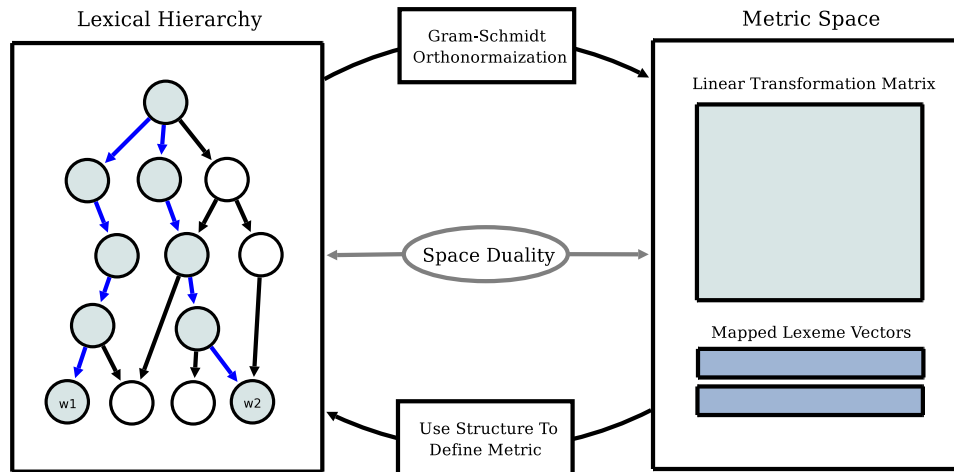 Lexical Hierarchy
Gram-Schmidt
Orthonormaization
Metric Space
Linear Transformation Matrix
Space Duality
Mapped Lexeme Vectors
w1
w2
Use Structure To
Define Metric